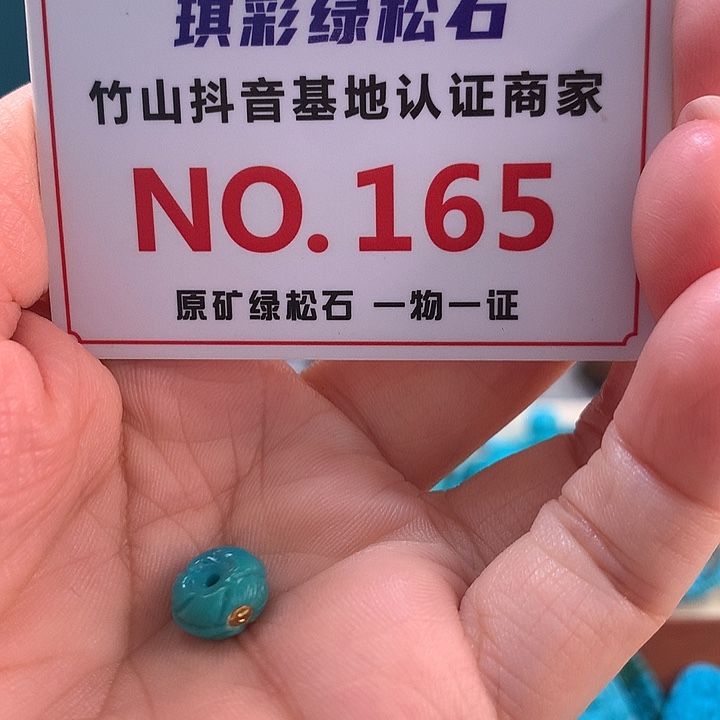 琪彩绿松石
竹山抖音基地认证商家
NO.165
原矿绿松石 一物一证